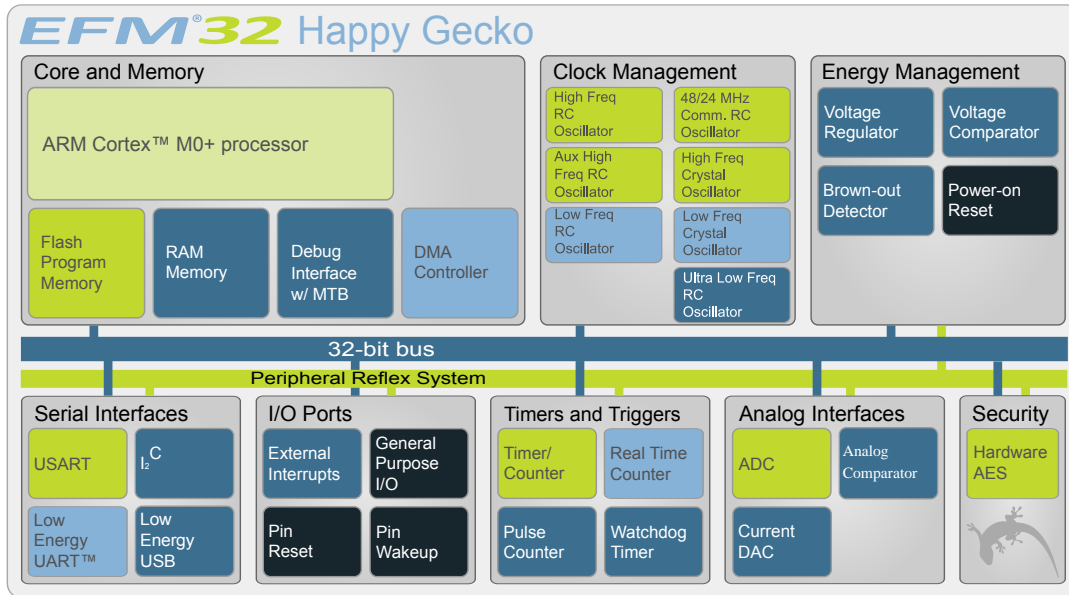 EFM®32 Happy Gecko
Core and Memory
ARM Cortex™ M0+ processor
Flash
Program
Memory
RAM
Memory
Debug
Interface
w/ MTB
DMA
Controller
Clock Management
High Freq
RC
Oscillator
48/24 MHz
Comm. RC
Oscillator
Aux High
Freq RC
Oscillator
High Freq
Crystal
Oscillator
Low Freq
RC
Oscillator
Low Freq
Crystal
Oscillator
Ultra Low Freq
RC
Oscillator
Energy Management
Voltage
Regulator
Voltage
Comparator
Brown-out
Detector
Power-on
Reset
32-bit bus
Peripheral Reflex System
Serial Interfaces
USART
I₂C
Low
Energy
UART™
Low
Energy
USB
I/O Ports
External
Interrupts
General
Purpose
I/O
Pin
Reset
Pin
Wakeup
Timers and Triggers
Timer/
Counter
Real Time
Counter
Pulse
Counter
Watchdog
Timer
Analog Interfaces
ADC
Analog
Comparator
Current
DAC
Security
Hardware
AES